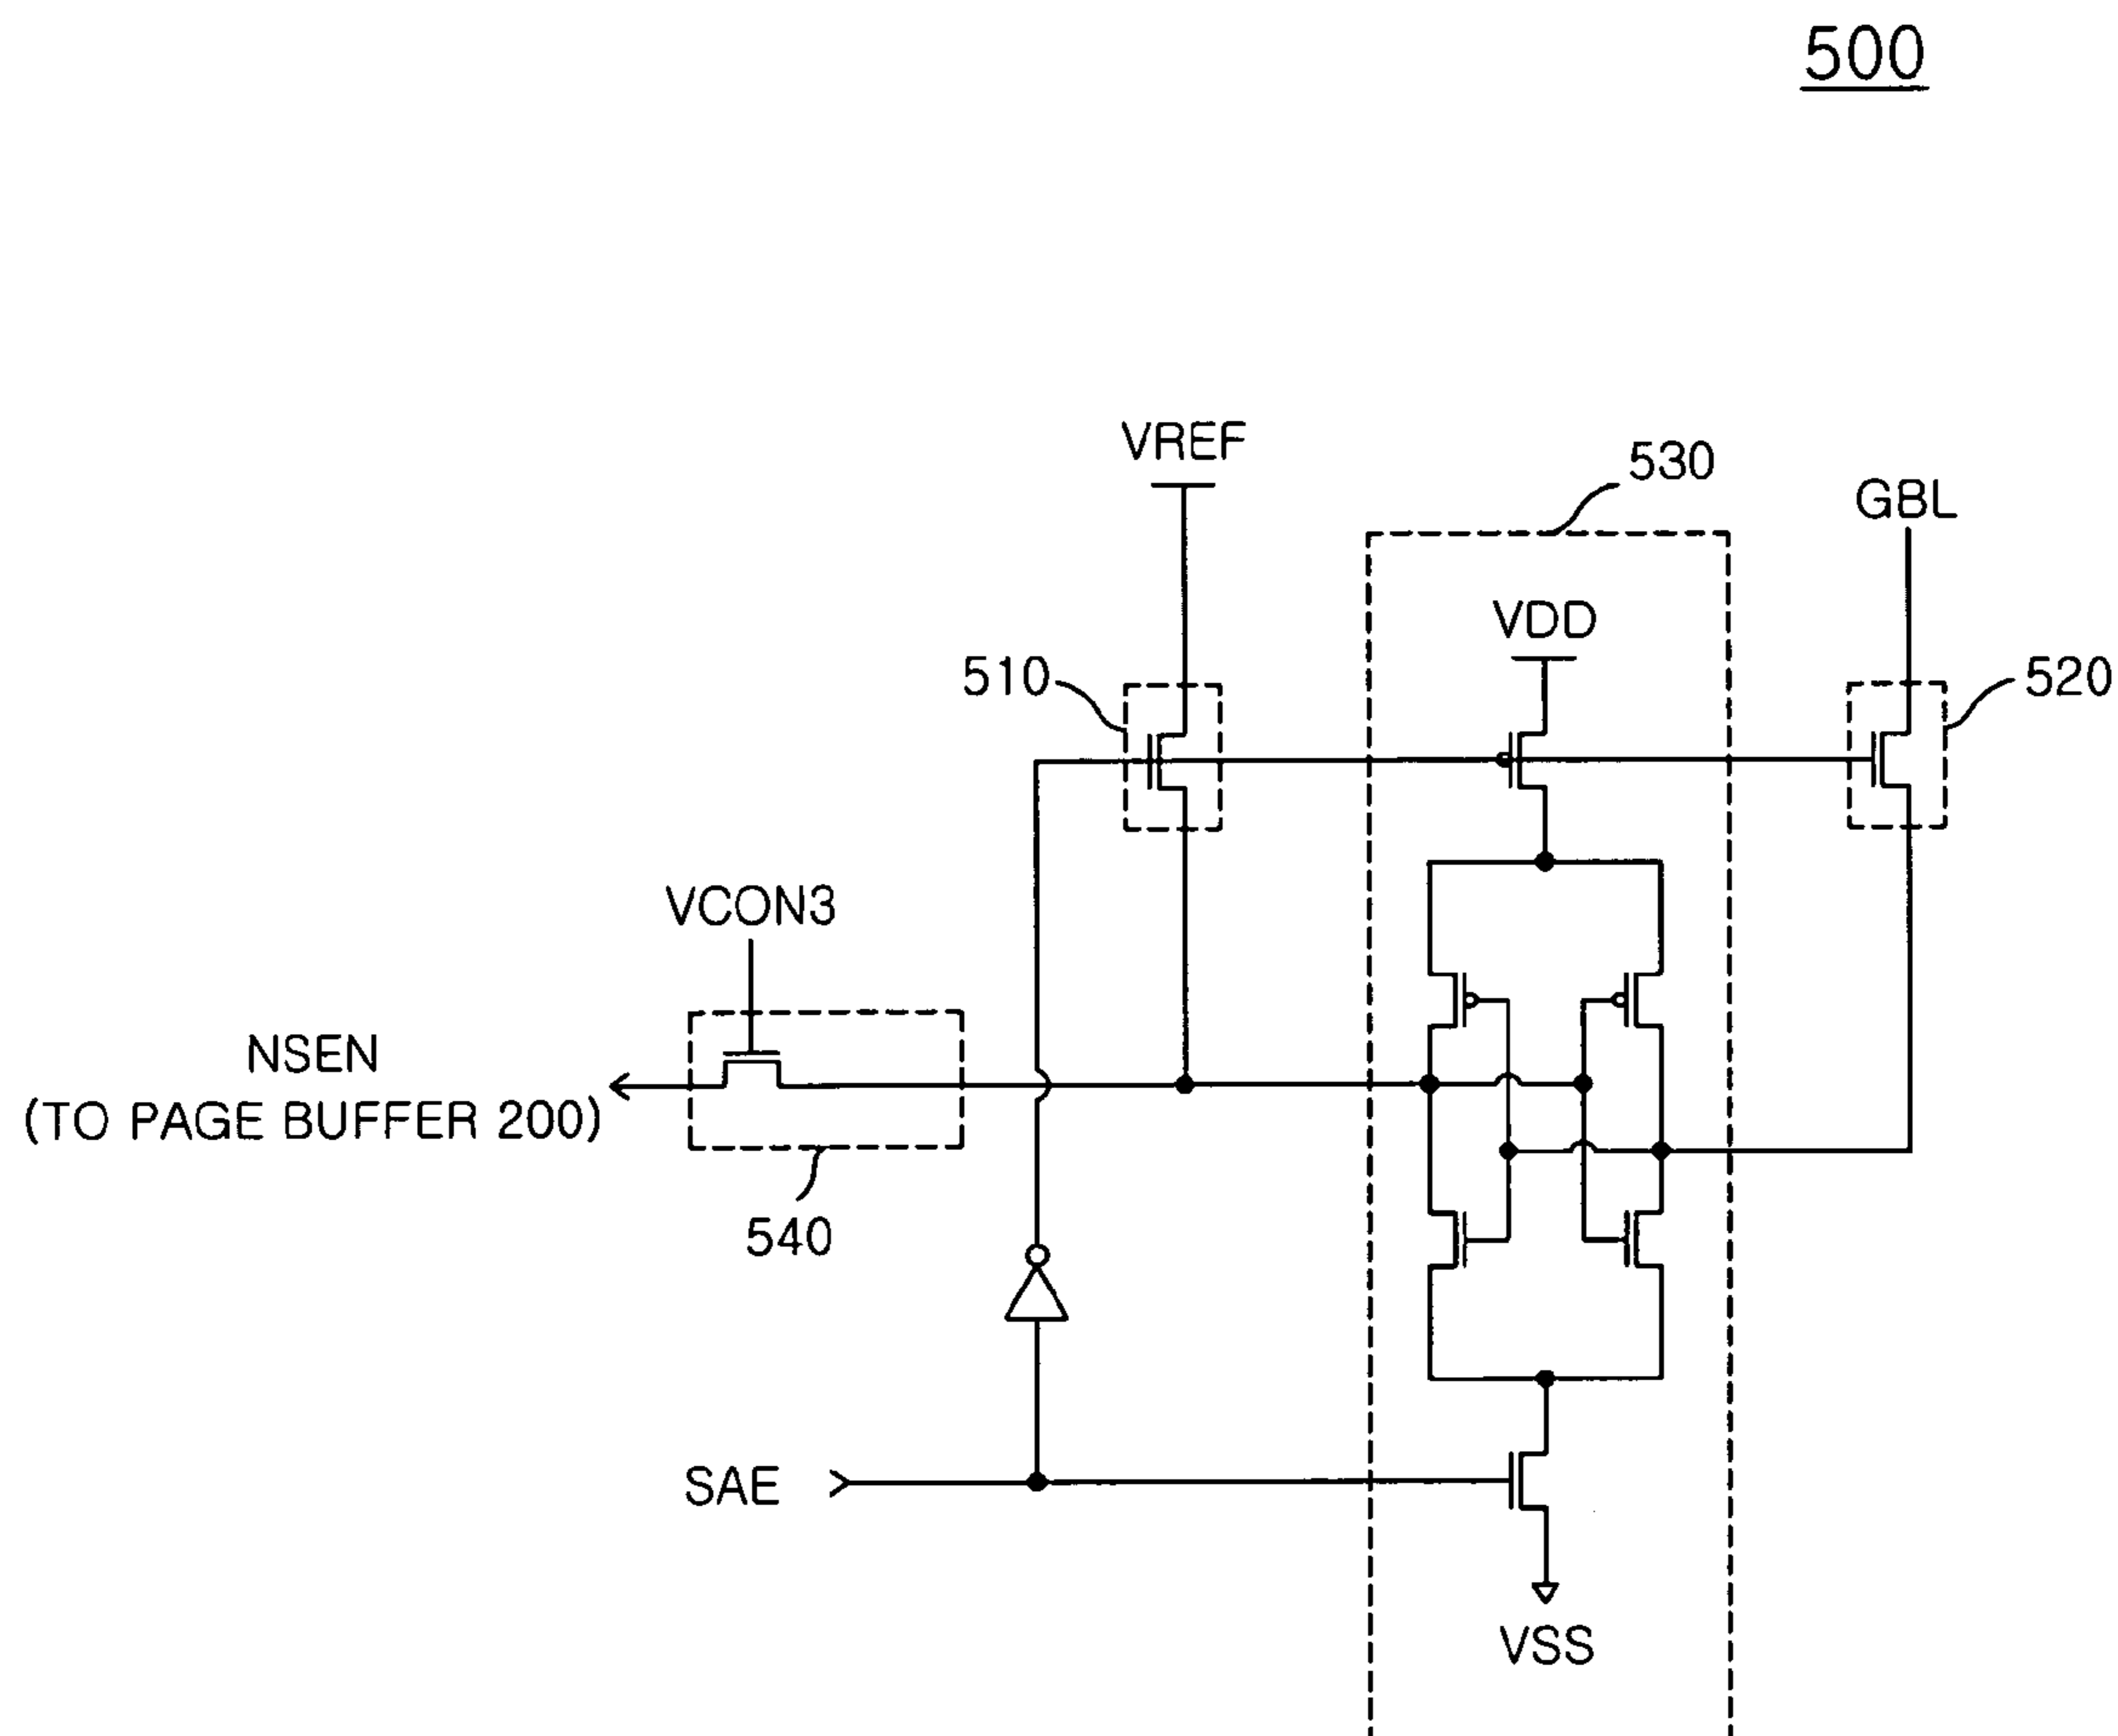 500
VREF
530
GBL
VDD
510
520
VCON3
NSEN
(TO PAGE BUFFER 200)
540
SAE
VSS